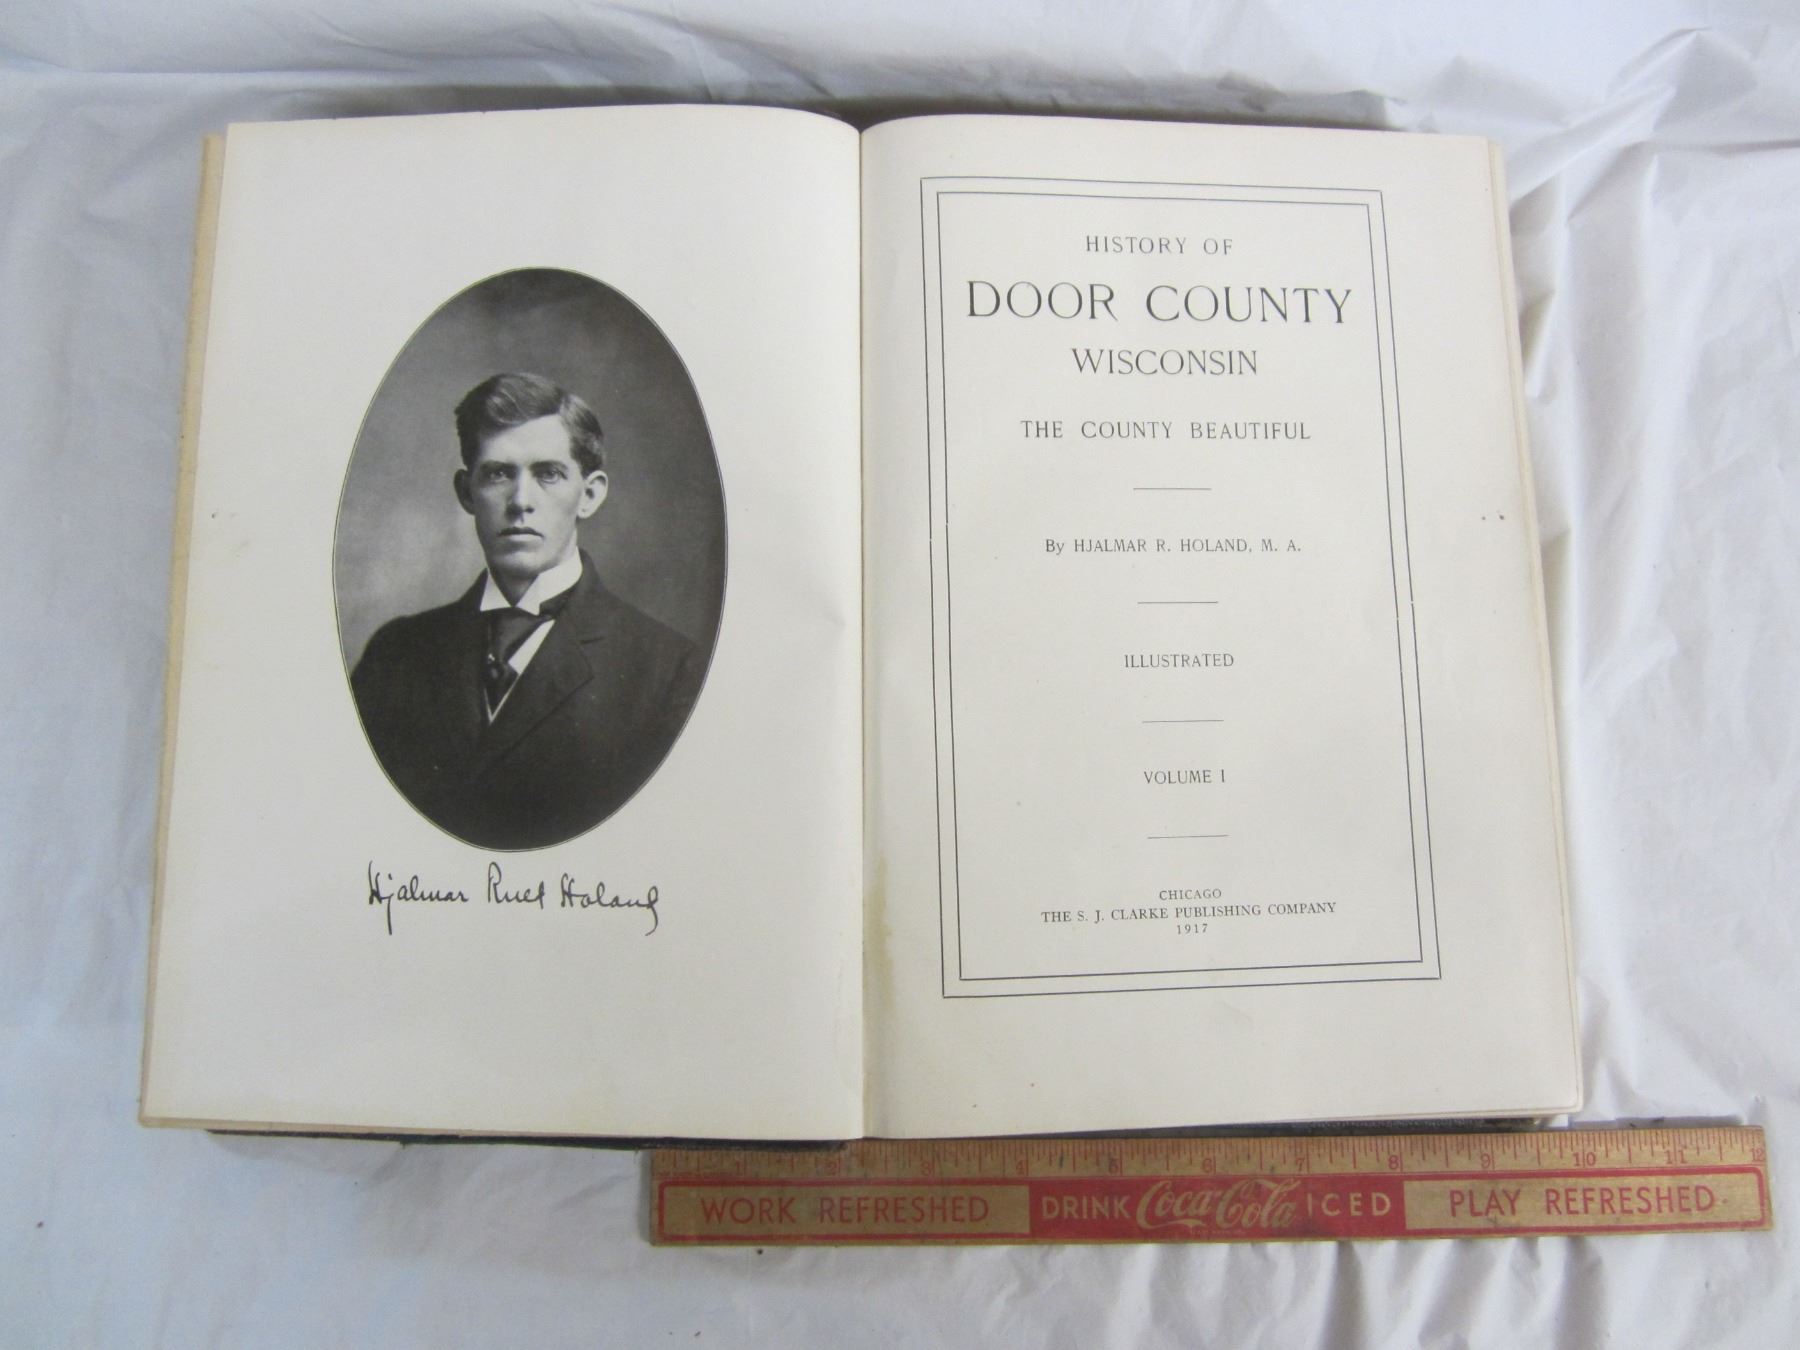 Hjalmar Rued Holand
HISTORY OF
DOOR COUNTY
WISCONSIN
THE COUNTY BEAUTIFUL
By HJALMAR R. HOLAND, M. A.
ILLUSTRATED
VOLUME I
CHICAGO
THE S. J. CLARKE PUBLISHING COMPANY
1917
1 2 3 4 5 6 7 8 9 10 11 12
WORK REFRESHED DRINK Coca-Cola ICED PLAY REFRESHED